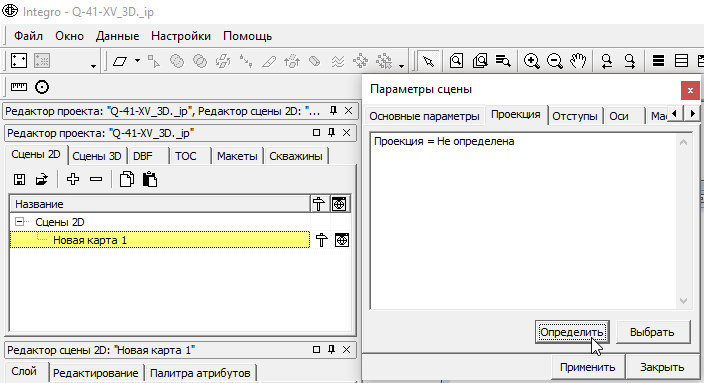 Integro - Q-41-XV_3D._ip
Файл Окно Данные Настройки Помощь
Редактор проекта: "Q-41-XV_3D._ip", Редактор сцены 2D: "...
Редактор проекта: "Q-41-XV_3D._ip"
Сцены 2D Сцены 3D DBF ТОС Макеты Скважины
Название
Сцены 2D
Новая карта 1
Редактор сцены 2D: "Новая карта 1"
Слой Редактирование Палитра атрибутов
Параметры сцены
Основные параметры Проекция Отступы Оси Мас
Проекция = Не определена
Определить Выбрать
Применить Закрыть